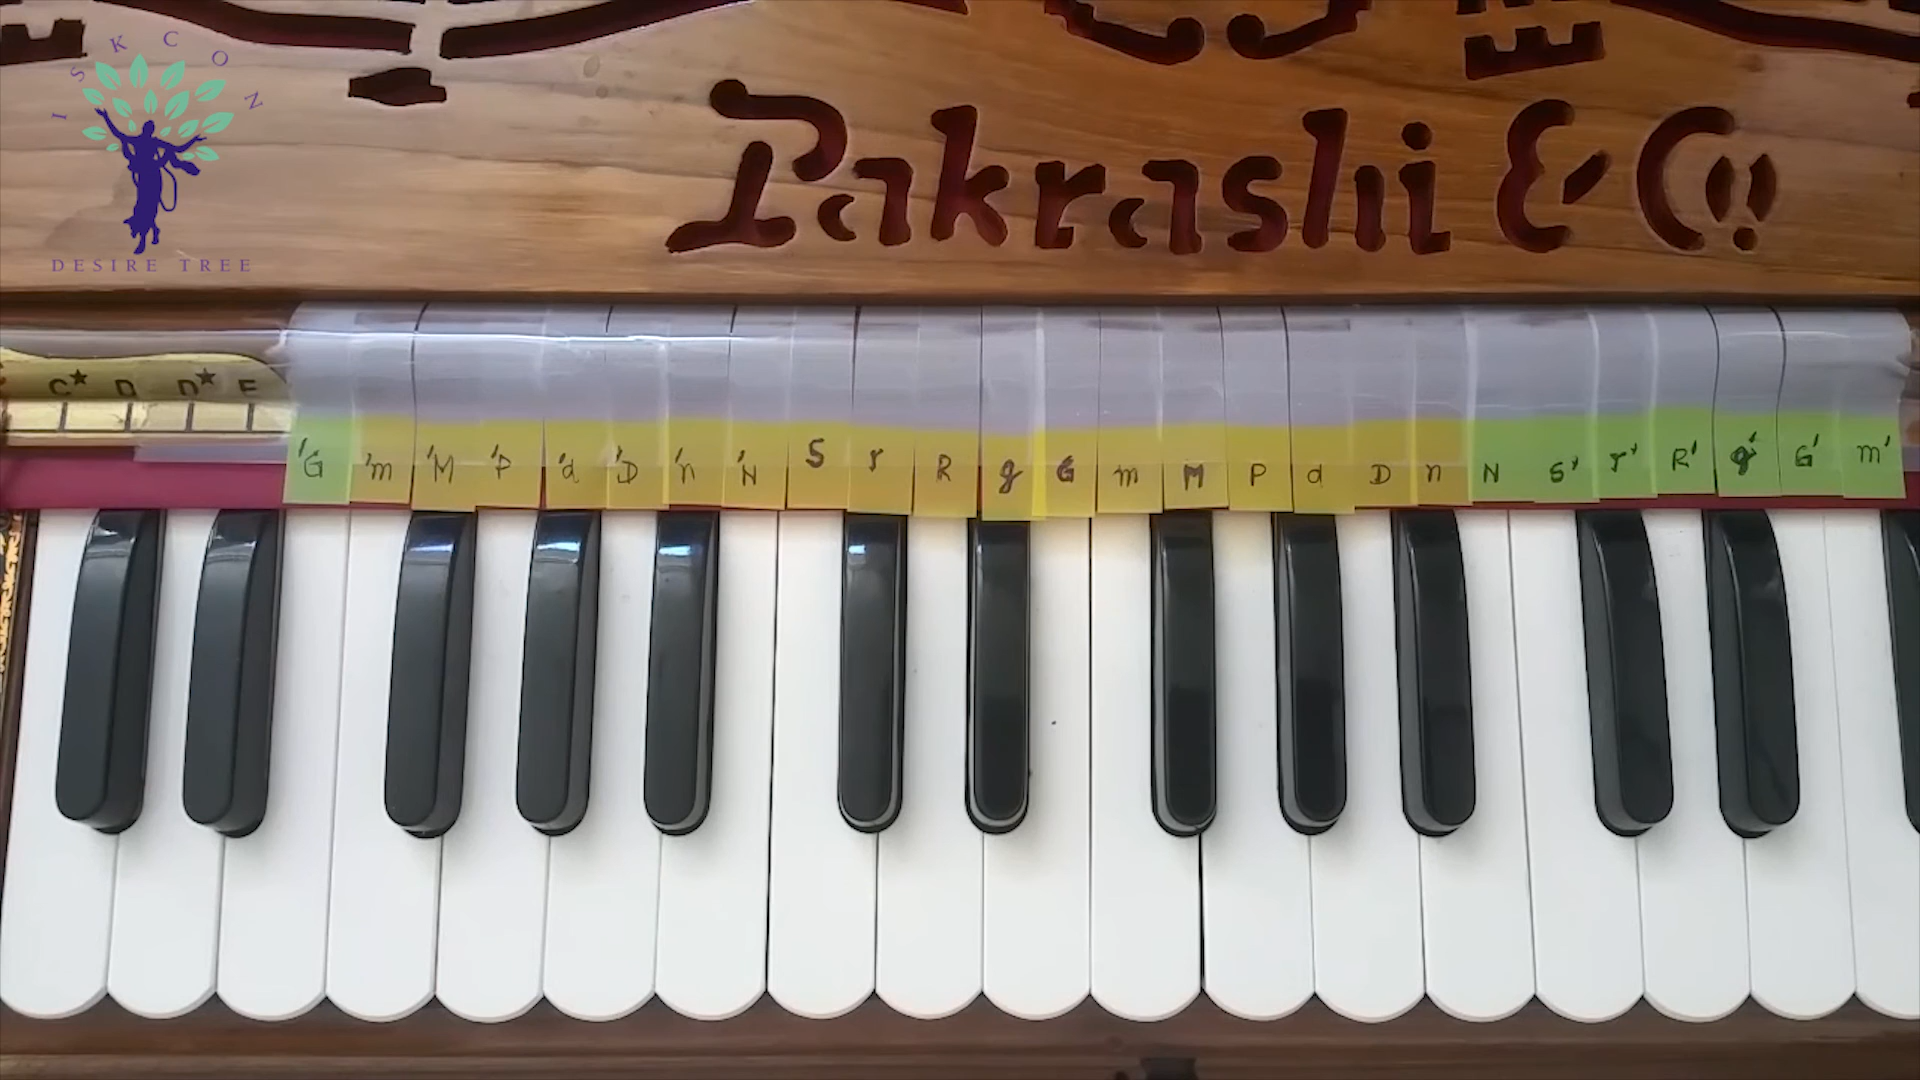 ISKCON
DESIRE TREE
Pakrashi & Co
C★ D D★ E
'G 'm 'M 'P 'd 'D 'n 'N S r R g G m M P d D n N S' r' R' g' G' m'